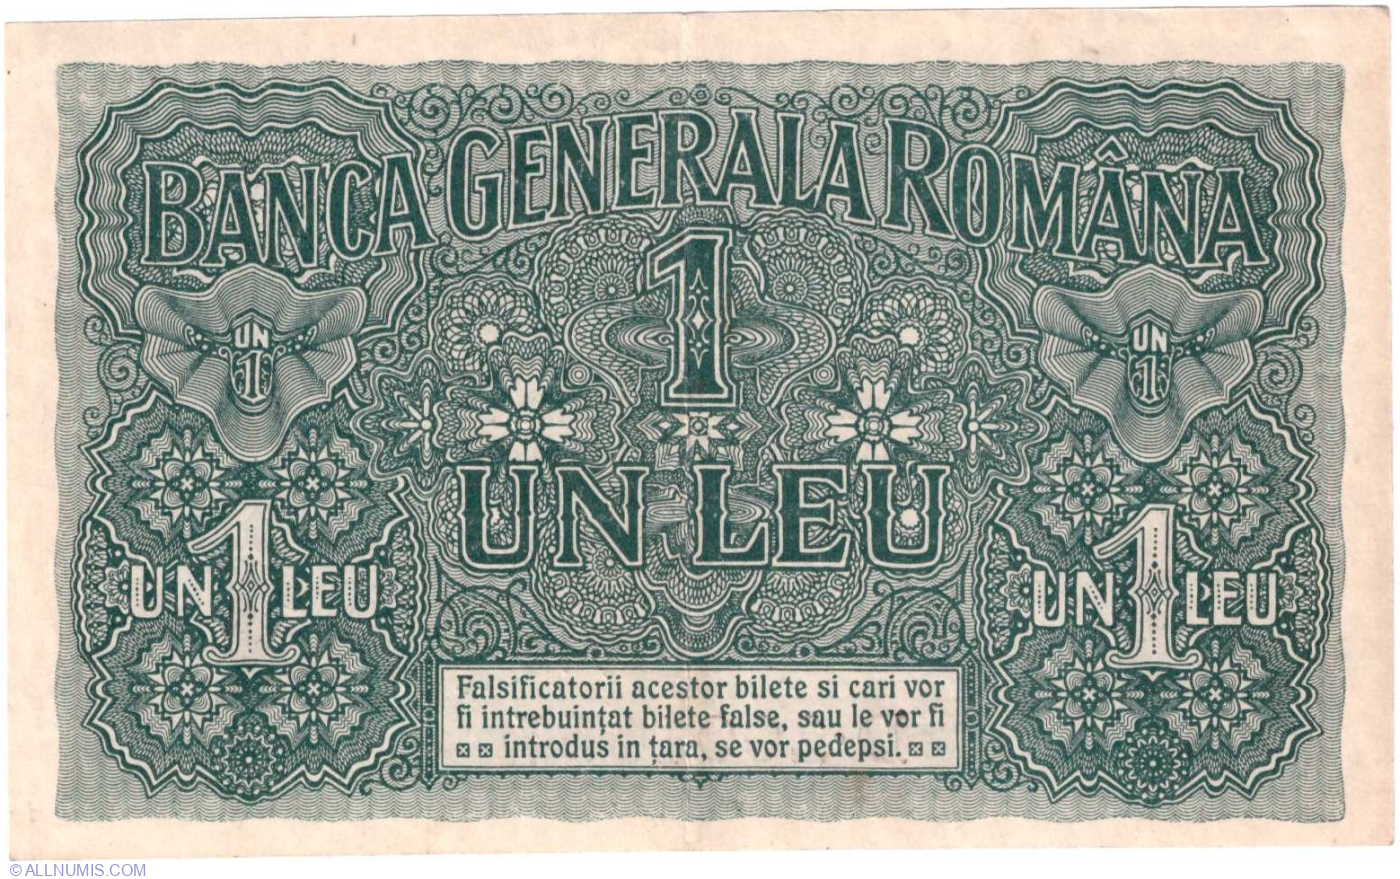 BANCA GENERALA ROMÂNA
1
UN
1
UN
1
UN LEU
UN 1 LEU
UN 1 LEU
Falsificatorii acestor bilete si cari vor
fi intrebuințat bilete false, sau le vor fi
introdus in țara, se vor pedepsi.
© ALLNUMIS.COM